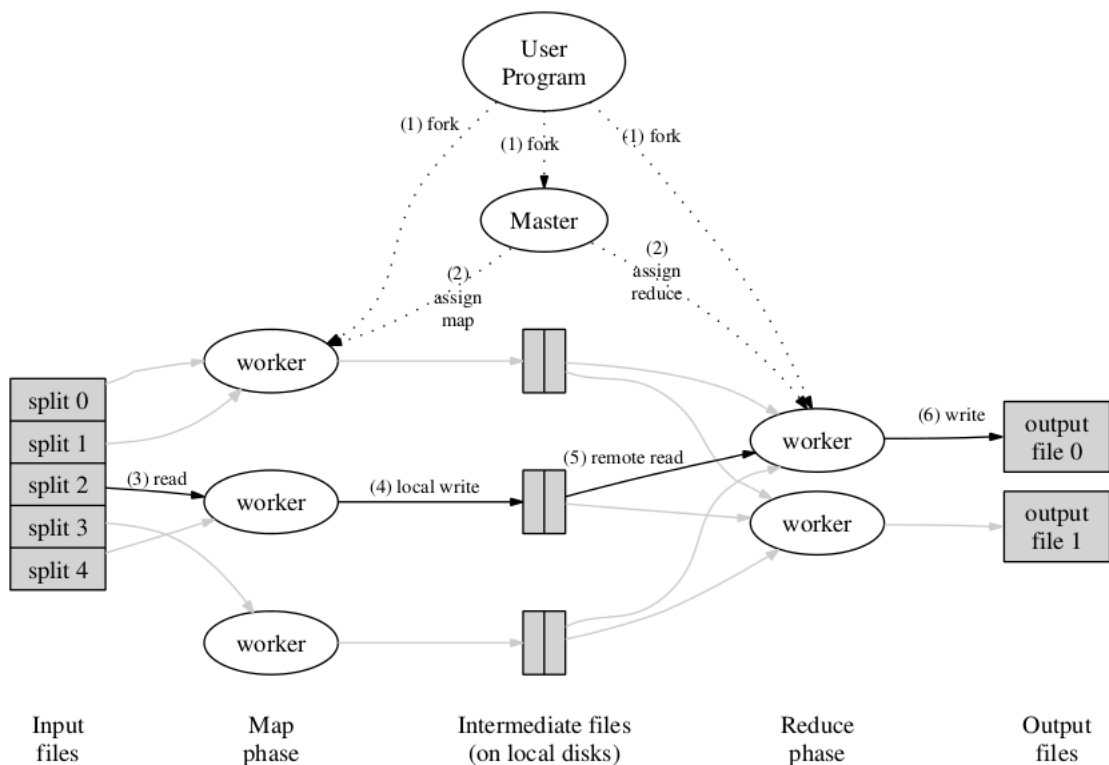 User
Program
(1) fork
(1) fork
(1) fork
Master
(2)
assign
map
(2)
assign
reduce
worker
split 0
split 1
split 2
split 3
split 4
(3) read
worker
(4) local write
worker
(5) remote read
worker
(6) write
output
file 0
worker
output
file 1
Input
files
Map
phase
Intermediate files
(on local disks)
Reduce
phase
Output
files